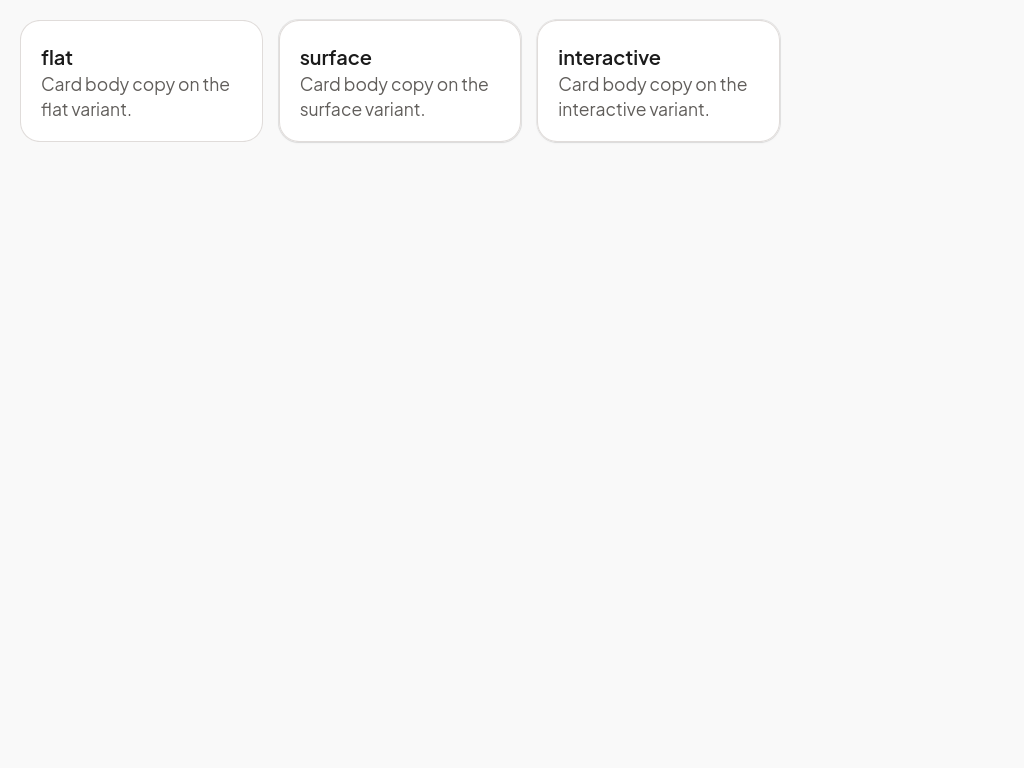 flat
Card body copy on the
flat variant.
surface
Card body copy on the
surface variant.
interactive
Card body copy on the
interactive variant.